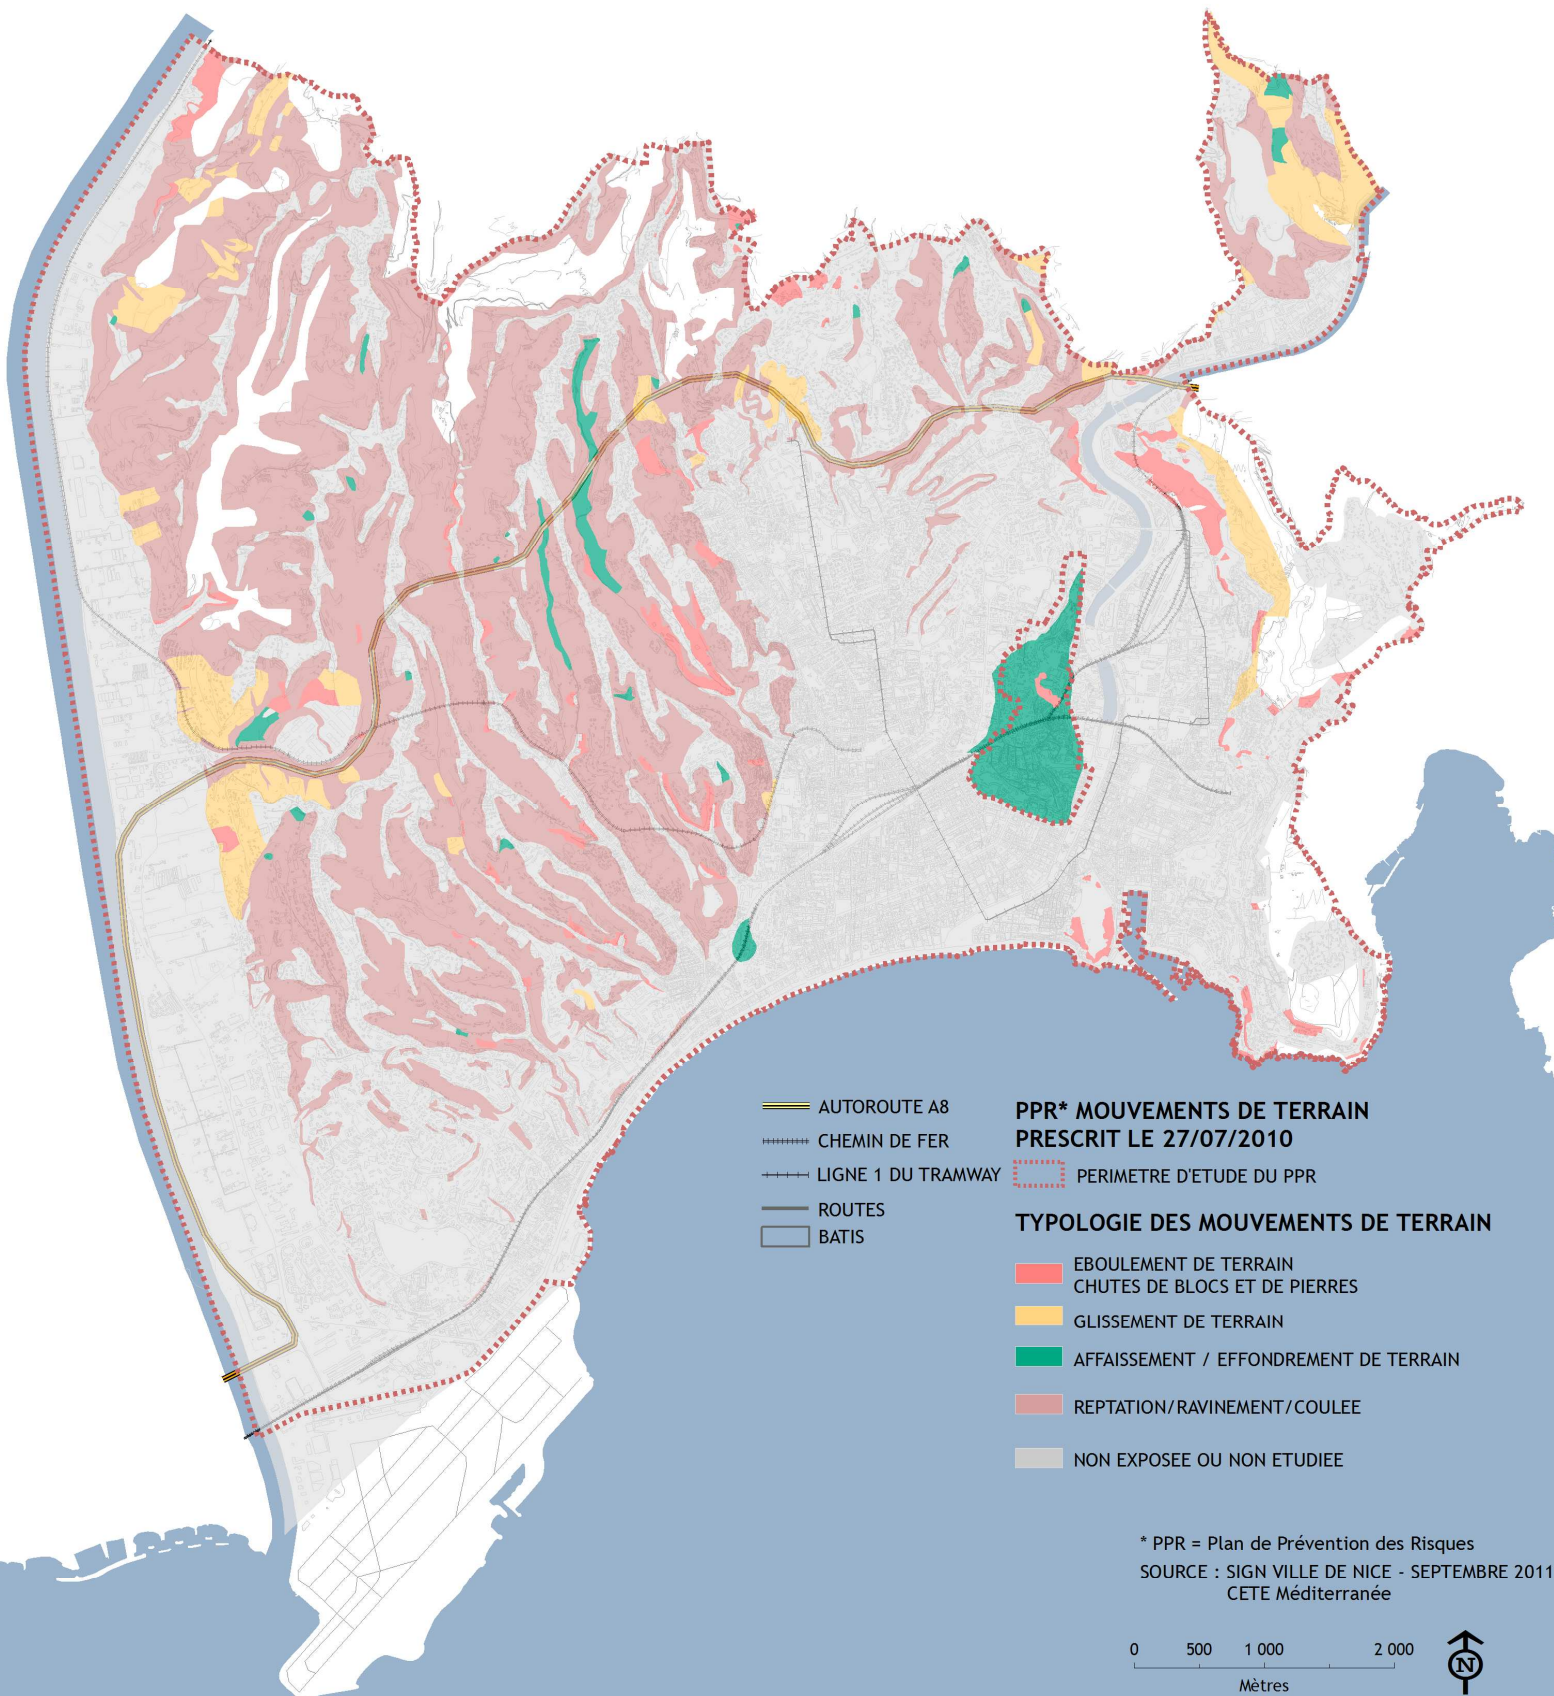 AUTOROUTE A8
CHEMIN DE FER
LIGNE 1 DU TRAMWAY
ROUTES
BATIS
PPR* MOUVEMENTS DE TERRAIN
PRESCRIT LE 27/07/2010
PERIMETRE D'ETUDE DU PPR
TYPOLOGIE DES MOUVEMENTS DE TERRAIN
EBOULEMENT DE TERRAIN
CHUTES DE BLOCS ET DE PIERRES
GLISSEMENT DE TERRAIN
AFFAISSEMENT / EFFONDREMENT DE TERRAIN
REPTATION/RAVINEMENT/COULEE
NON EXPOSEE OU NON ETUDIEE
* PPR = Plan de Prévention des Risques
SOURCE : SIGN VILLE DE NICE - SEPTEMBRE 2011
CETE Méditerranée
0 500 1 000 2 000
Mètres
N